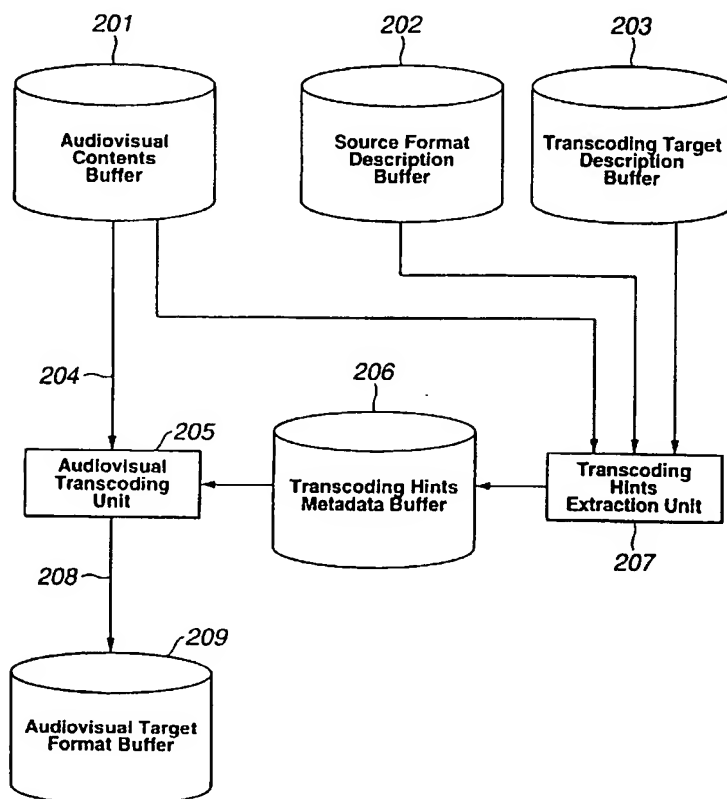 201
202
203
Audiovisual
Contents
Buffer
Source Format
Description
Buffer
Transcoding Target
Description
Buffer
204
205
206
Audiovisual
Transcoding
Unit
Transcoding Hints
Metadata Buffer
Transcoding
Hints
Extraction Unit
207
208
209
Audiovisual Target
Format Buffer